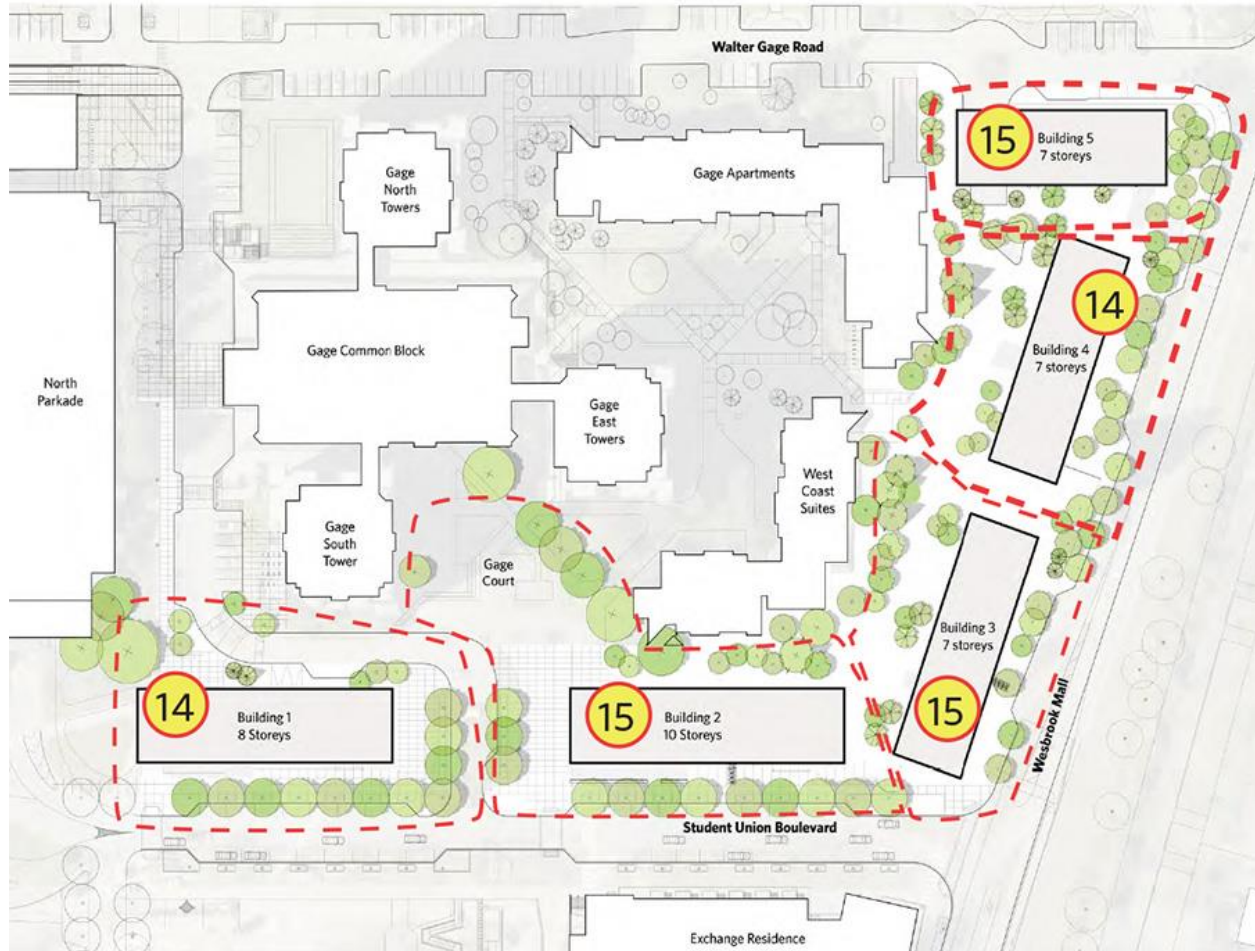 Walter Gage Road
15
Building 5
7 storeys
Gage
North
Towers
Gage Apartments
14
Building 4
7 storeys
Gage Common Block
North
Parkade
Gage
East
Towers
West
Coast
Suites
Gage
South
Tower
Gage
Court
Building 3
7 storeys
15
14
Building 1
8 Storeys
15
Building 2
10 Storeys
Wesbrook Mall
Student Union Boulevard
Exchange Residence